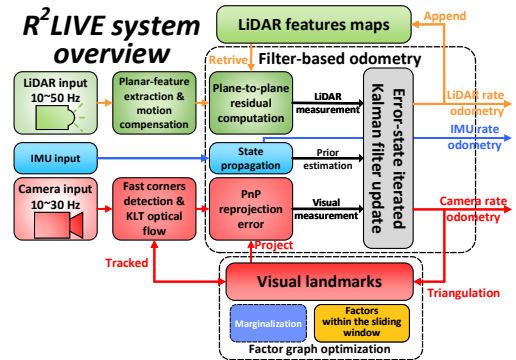 R²LIVE system
overview
LiDAR features maps
Append
Retrive
Filter-based odometry
LiDAR input
10~50 Hz
Planar-feature
extraction &
motion
compensation
Plane-to-plane
residual
computation
LiDAR
measurement
LiDAR rate
odometry
IMU input
State
propagation
Prior
estimation
IMU rate
odometry
Error-state iterated
Kalman filter update
Camera input
10~30 Hz
Fast corners
detection &
KLT optical
flow
PnP
reprojection
error
Visual
measurement
Camera rate
odometry
Project
Tracked
Visual landmarks
Triangulation
Marginalization
Factors
within the sliding
window
Factor graph optimization